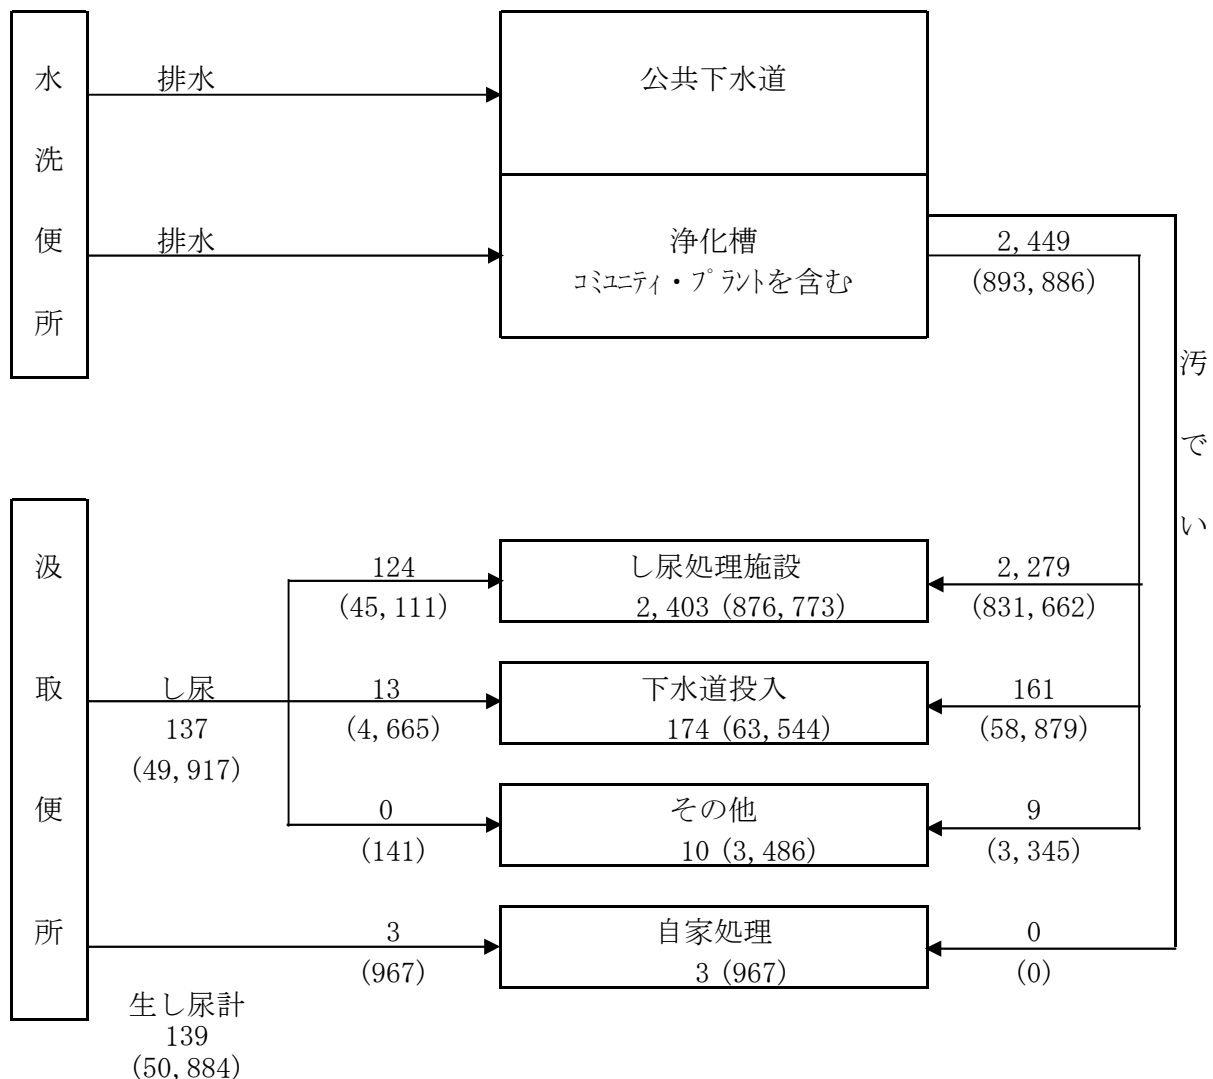 水洗便所
排水
公共下水道
排水
浄化槽
コミュニティ・プラントを含む
2,449
(893,886)
汚でい
汲取便所
し尿
137
(49,917)
124
(45,111)
し尿処理施設
2,403 (876,773)
2,279
(831,662)
13
(4,665)
下水道投入
174 (63,544)
161
(58,879)
0
(141)
その他
10 (3,486)
9
(3,345)
3
(967)
自家処理
3 (967)
0
(0)
生し尿計
139
(50,884)